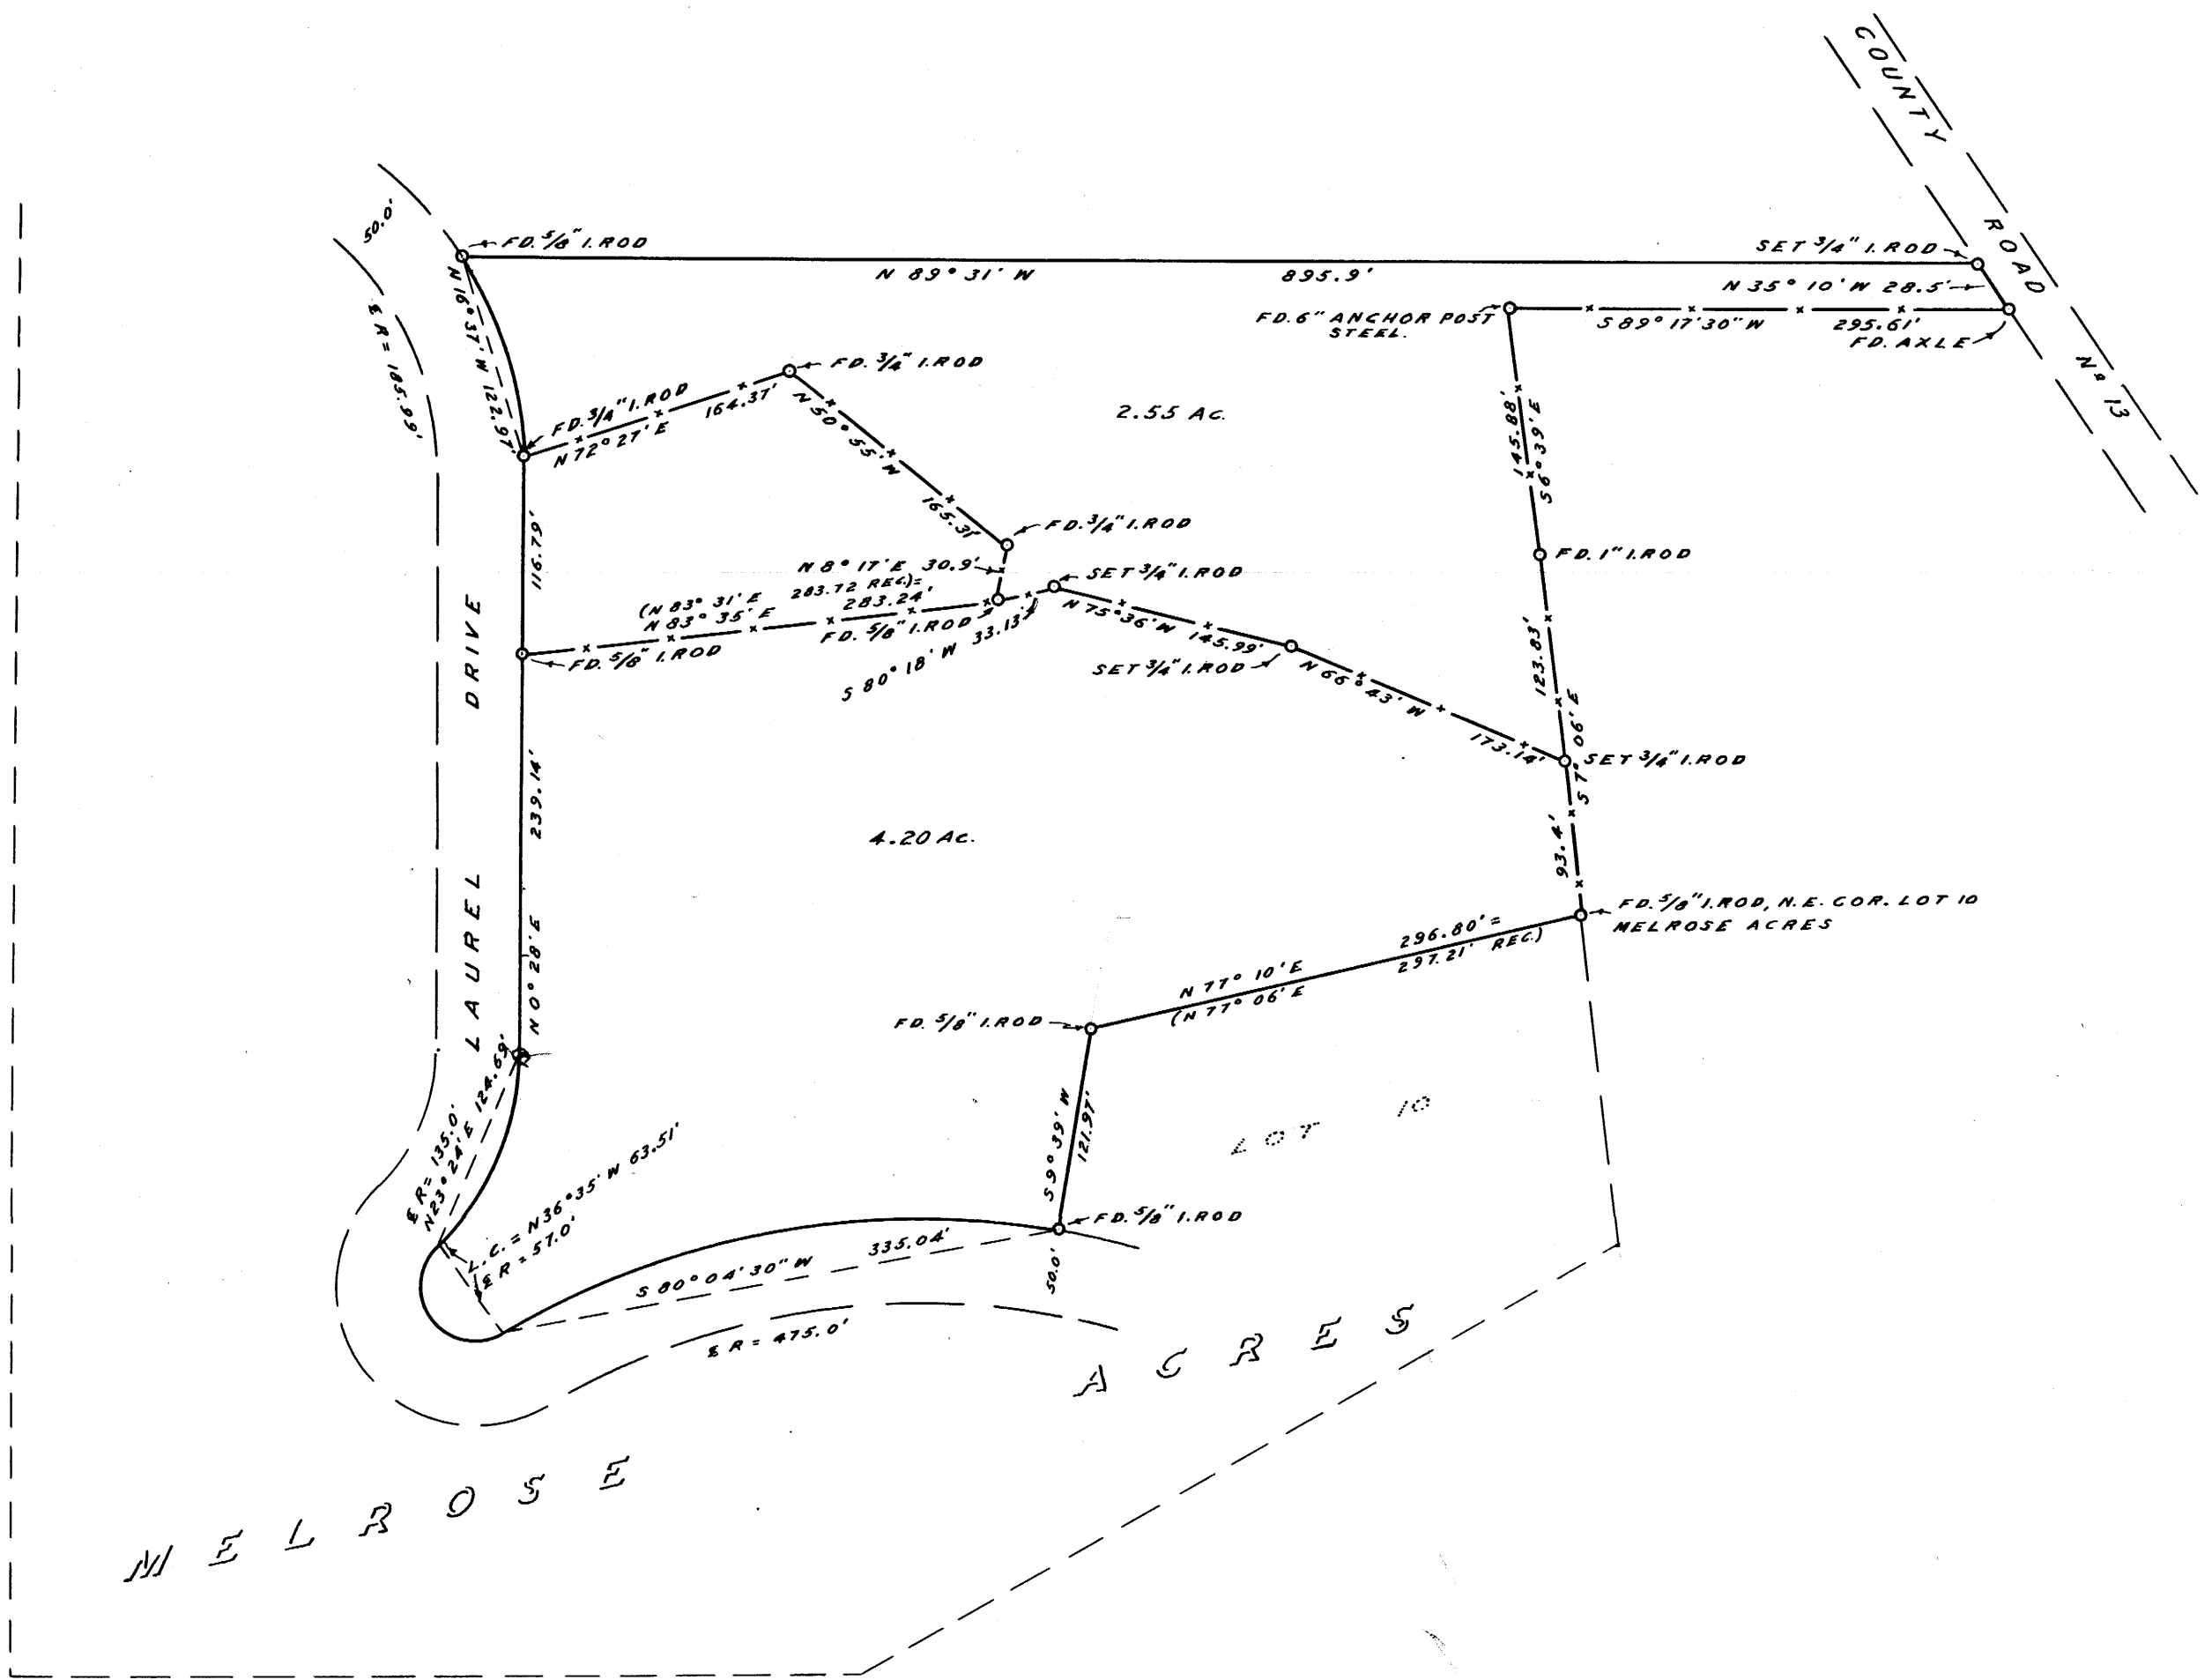 COUNTY ROAD Nº 13
50.0'
FD. 5/8" I. ROD
SET 3/4" I. ROD
N 89° 31' W 895.9'
N 35° 10' W 28.5'
FD. 6" ANCHOR POST
STEEL.
S 89° 17' 30" W 295.61'
FD. AXLE
N 16° 37' W 122.97'
℄ R = 185.99'
FD. 3/4" I. ROD
FD. 3/4" I. ROD
N 72° 27' E 164.37'
2.55 AC.
N 50° 55' W 165.31'
145.88'
S 6° 39' E
FD. 3/4" I. ROD
116.79'
FD. 1" I. ROD
N 8° 17' E 30.9'
SET 3/4" I. ROD
(N 83° 31' E 283.72 REC.)=
N 83° 35' E 283.24'
FD. 5/8" I. ROD
FD. 5/8" I. ROD
S 80° 18' W 33.13'
N 75° 36' W 145.99'
SET 3/4" I. ROD
N 66° 43' W 173.14'
123.83'
S 7° 06' E
SET 3/4" I. ROD
LAUREL DRIVE
239.14'
N 0° 28' E
4.20 AC.
93.4'
FD. 5/8" I. ROD, N.E. COR. LOT 10
MELROSE ACRES
296.80' =
297.21' REC.)
N 77° 10' E
(N 77° 06' E
FD. 5/8" I. ROD
S 9° 39' W
121.97'
LOT 10
℄ R = 135.0'
N 23° 24' E 124.69'
L.C. = N 36° 35' W 63.51'
℄ R = 57.0'
FD. 5/8" I. ROD
S 80° 04' 30" W 335.04'
50.0'
℄ R = 475.0'
MELROSE ACRES